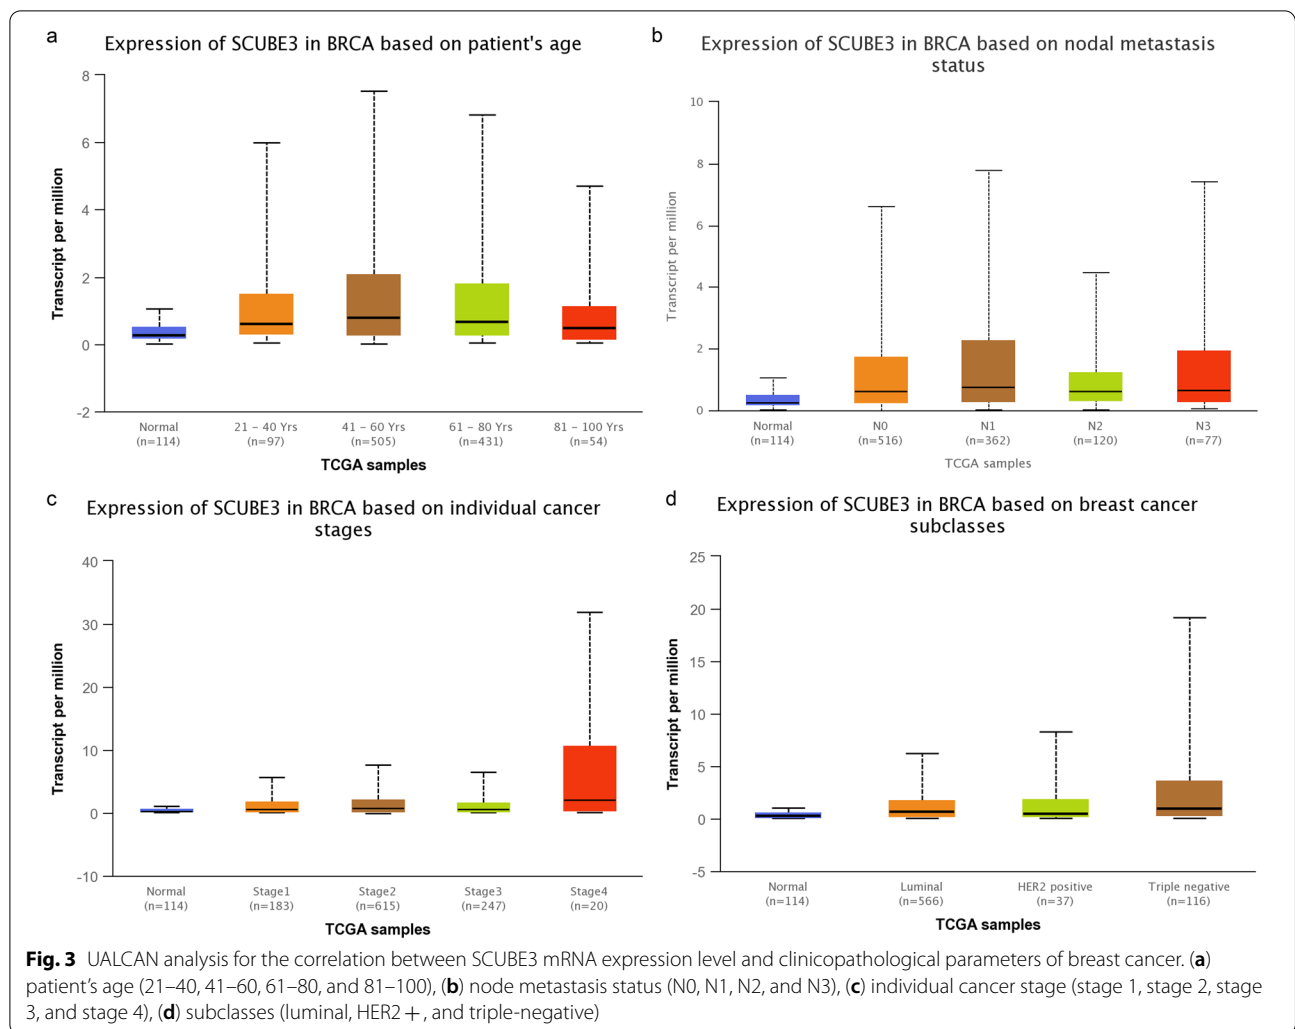 a
Expression of SCUBE3 in BRCA based on patient's age
Transcript per million
8
6
4
2
0
-2
Normal
(n=114)
21 – 40 Yrs
(n=97)
41 – 60 Yrs
(n=505)
61 – 80 Yrs
(n=431)
81 – 100 Yrs
(n=54)
TCGA samples
b
Expression of SCUBE3 in BRCA based on nodal metastasis
status
Transcript per million
10
8
6
4
2
0
Normal
(n=114)
N0
(n=516)
N1
(n=362)
N2
(n=120)
N3
(n=77)
TCGA samples
c
Expression of SCUBE3 in BRCA based on individual cancer
stages
Transcript per million
40
30
20
10
0
-10
Normal
(n=114)
Stage1
(n=183)
Stage2
(n=615)
Stage3
(n=247)
Stage4
(n=20)
TCGA samples
d
Expression of SCUBE3 in BRCA based on breast cancer
subclasses
Transcript per million
25
20
15
10
5
0
-5
Normal
(n=114)
Luminal
(n=566)
HER2 positive
(n=37)
Triple negative
(n=116)
TCGA samples
Fig. 3 UALCAN analysis for the correlation between SCUBE3 mRNA expression level and clinicopathological parameters of breast cancer. (a)
patient's age (21–40, 41–60, 61–80, and 81–100), (b) node metastasis status (N0, N1, N2, and N3), (c) individual cancer stage (stage 1, stage 2, stage
3, and stage 4), (d) subclasses (luminal, HER2 +, and triple-negative)